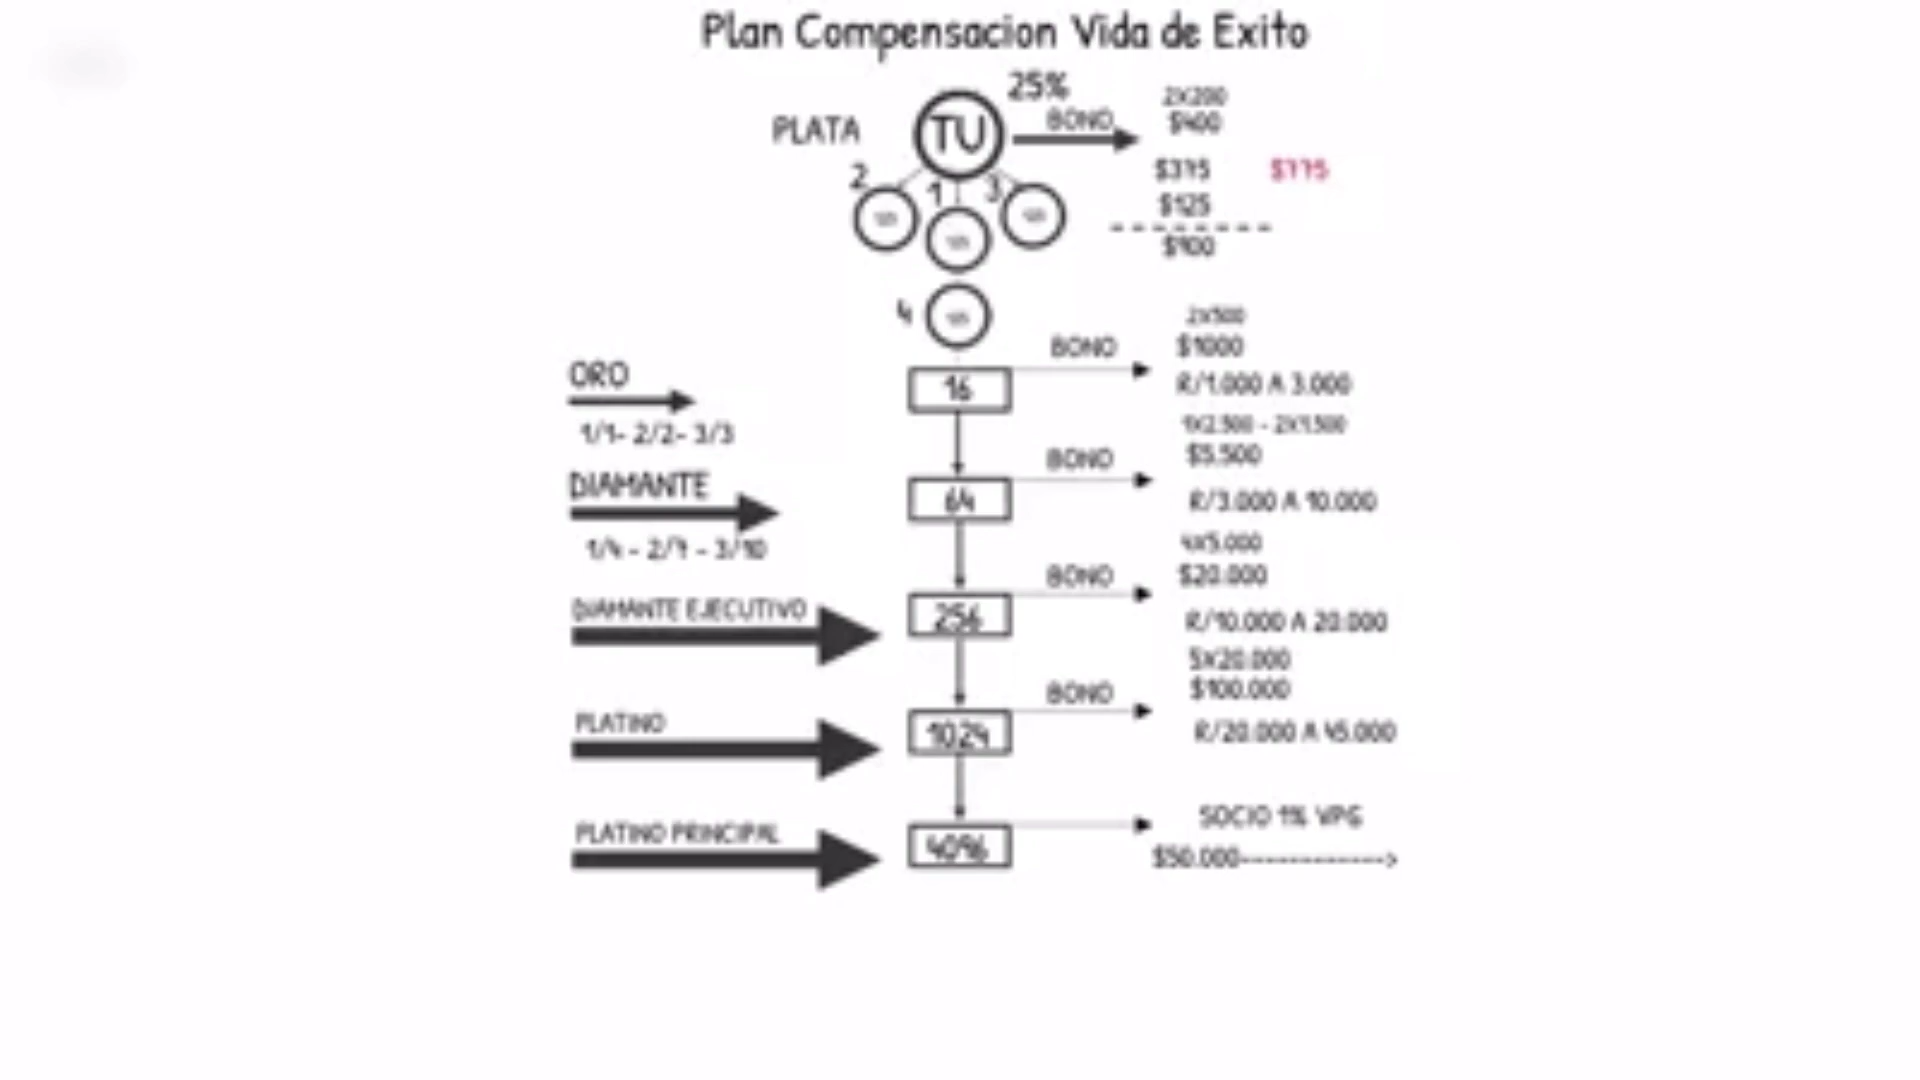 Plan Compensacion Vida de Exito
25%
PLATA
TU
BONO
2X200
$400
$375
$775
$125
$900
2
1
3
4
2X500
BONO
$1000
ORO
16
R/1.000 A 3.000
1/1- 2/2- 3/3
1X2.500 - 2X1.500
BONO
$5.500
DIAMANTE
64
R/3.000 A 10.000
1/4 - 2/7 - 3/10
4X5.000
BONO
$20.000
DIAMANTE EJECUTIVO
256
R/10.000 A 20.000
5X20.000
BONO
$100.000
PLATINO
1024
R/20.000 A 45.000
SOCIO 1% VPG
PLATINO PRINCIPAL
4096
$50.000------------->